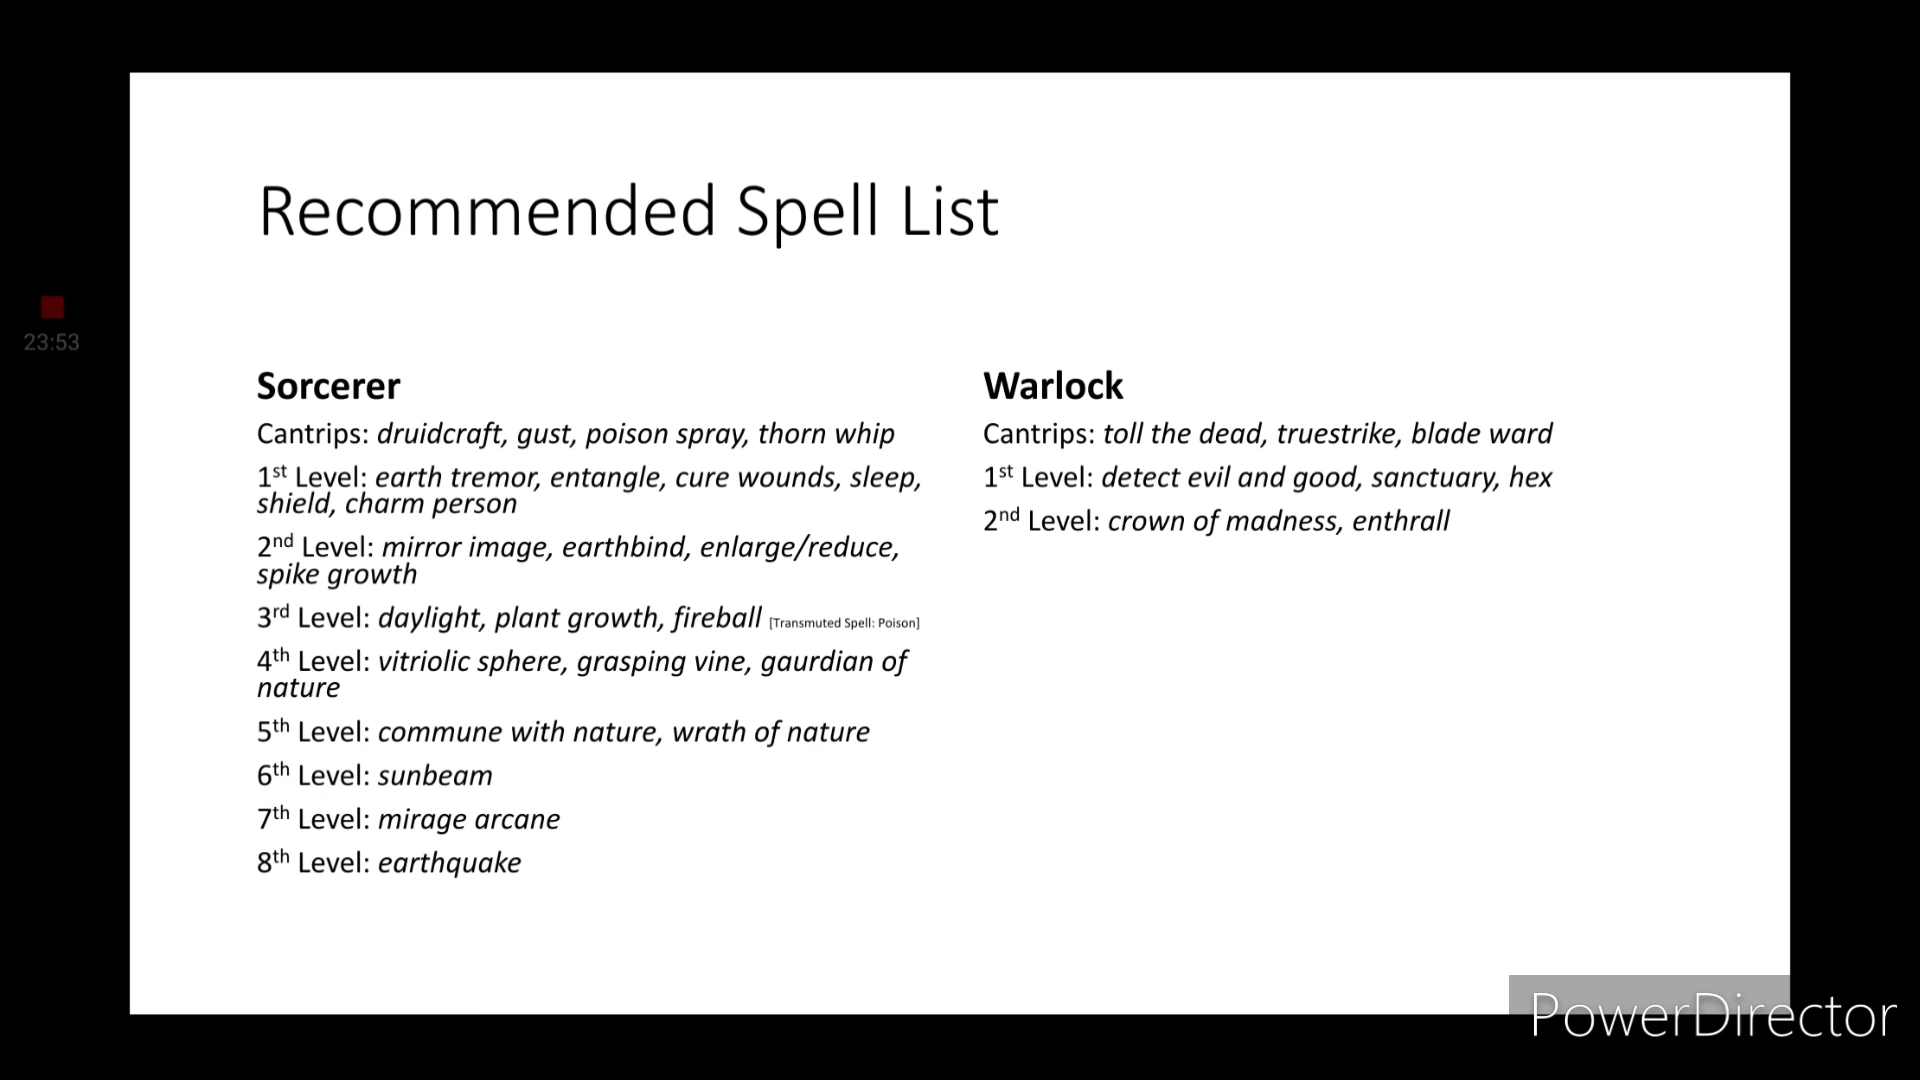 Recommended Spell List
23:53
Sorcerer
Cantrips: druidcraft, gust, poison spray, thorn whip
1st Level: earth tremor, entangle, cure wounds, sleep,
shield, charm person
2nd Level: mirror image, earthbind, enlarge/reduce,
spike growth
3rd Level: daylight, plant growth, fireball [Transmuted Spell: Poison]
4th Level: vitriolic sphere, grasping vine, gaurdian of
nature
5th Level: commune with nature, wrath of nature
6th Level: sunbeam
7th Level: mirage arcane
8th Level: earthquake
Warlock
Cantrips: toll the dead, truestrike, blade ward
1st Level: detect evil and good, sanctuary, hex
2nd Level: crown of madness, enthrall
PowerDirector